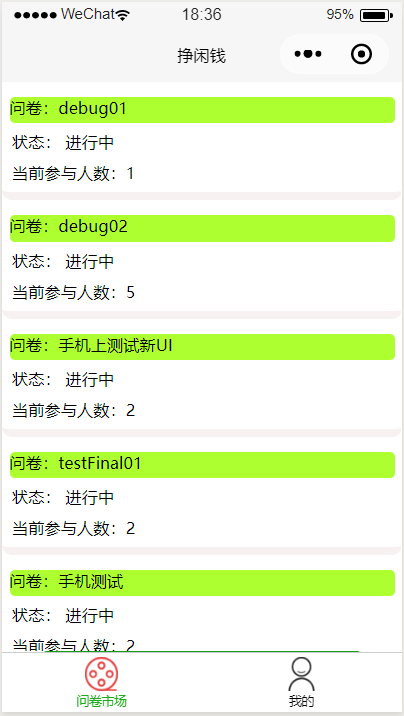 WeChat 18:36 95%
挣闲钱
问卷：debug01
状态： 进行中
当前参与人数：1
问卷：debug02
状态： 进行中
当前参与人数：5
问卷：手机上测试新UI
状态： 进行中
当前参与人数：2
问卷：testFinal01
状态： 进行中
当前参与人数：2
问卷：手机测试
状态： 进行中
当前参与人数：2
问卷市场 我的